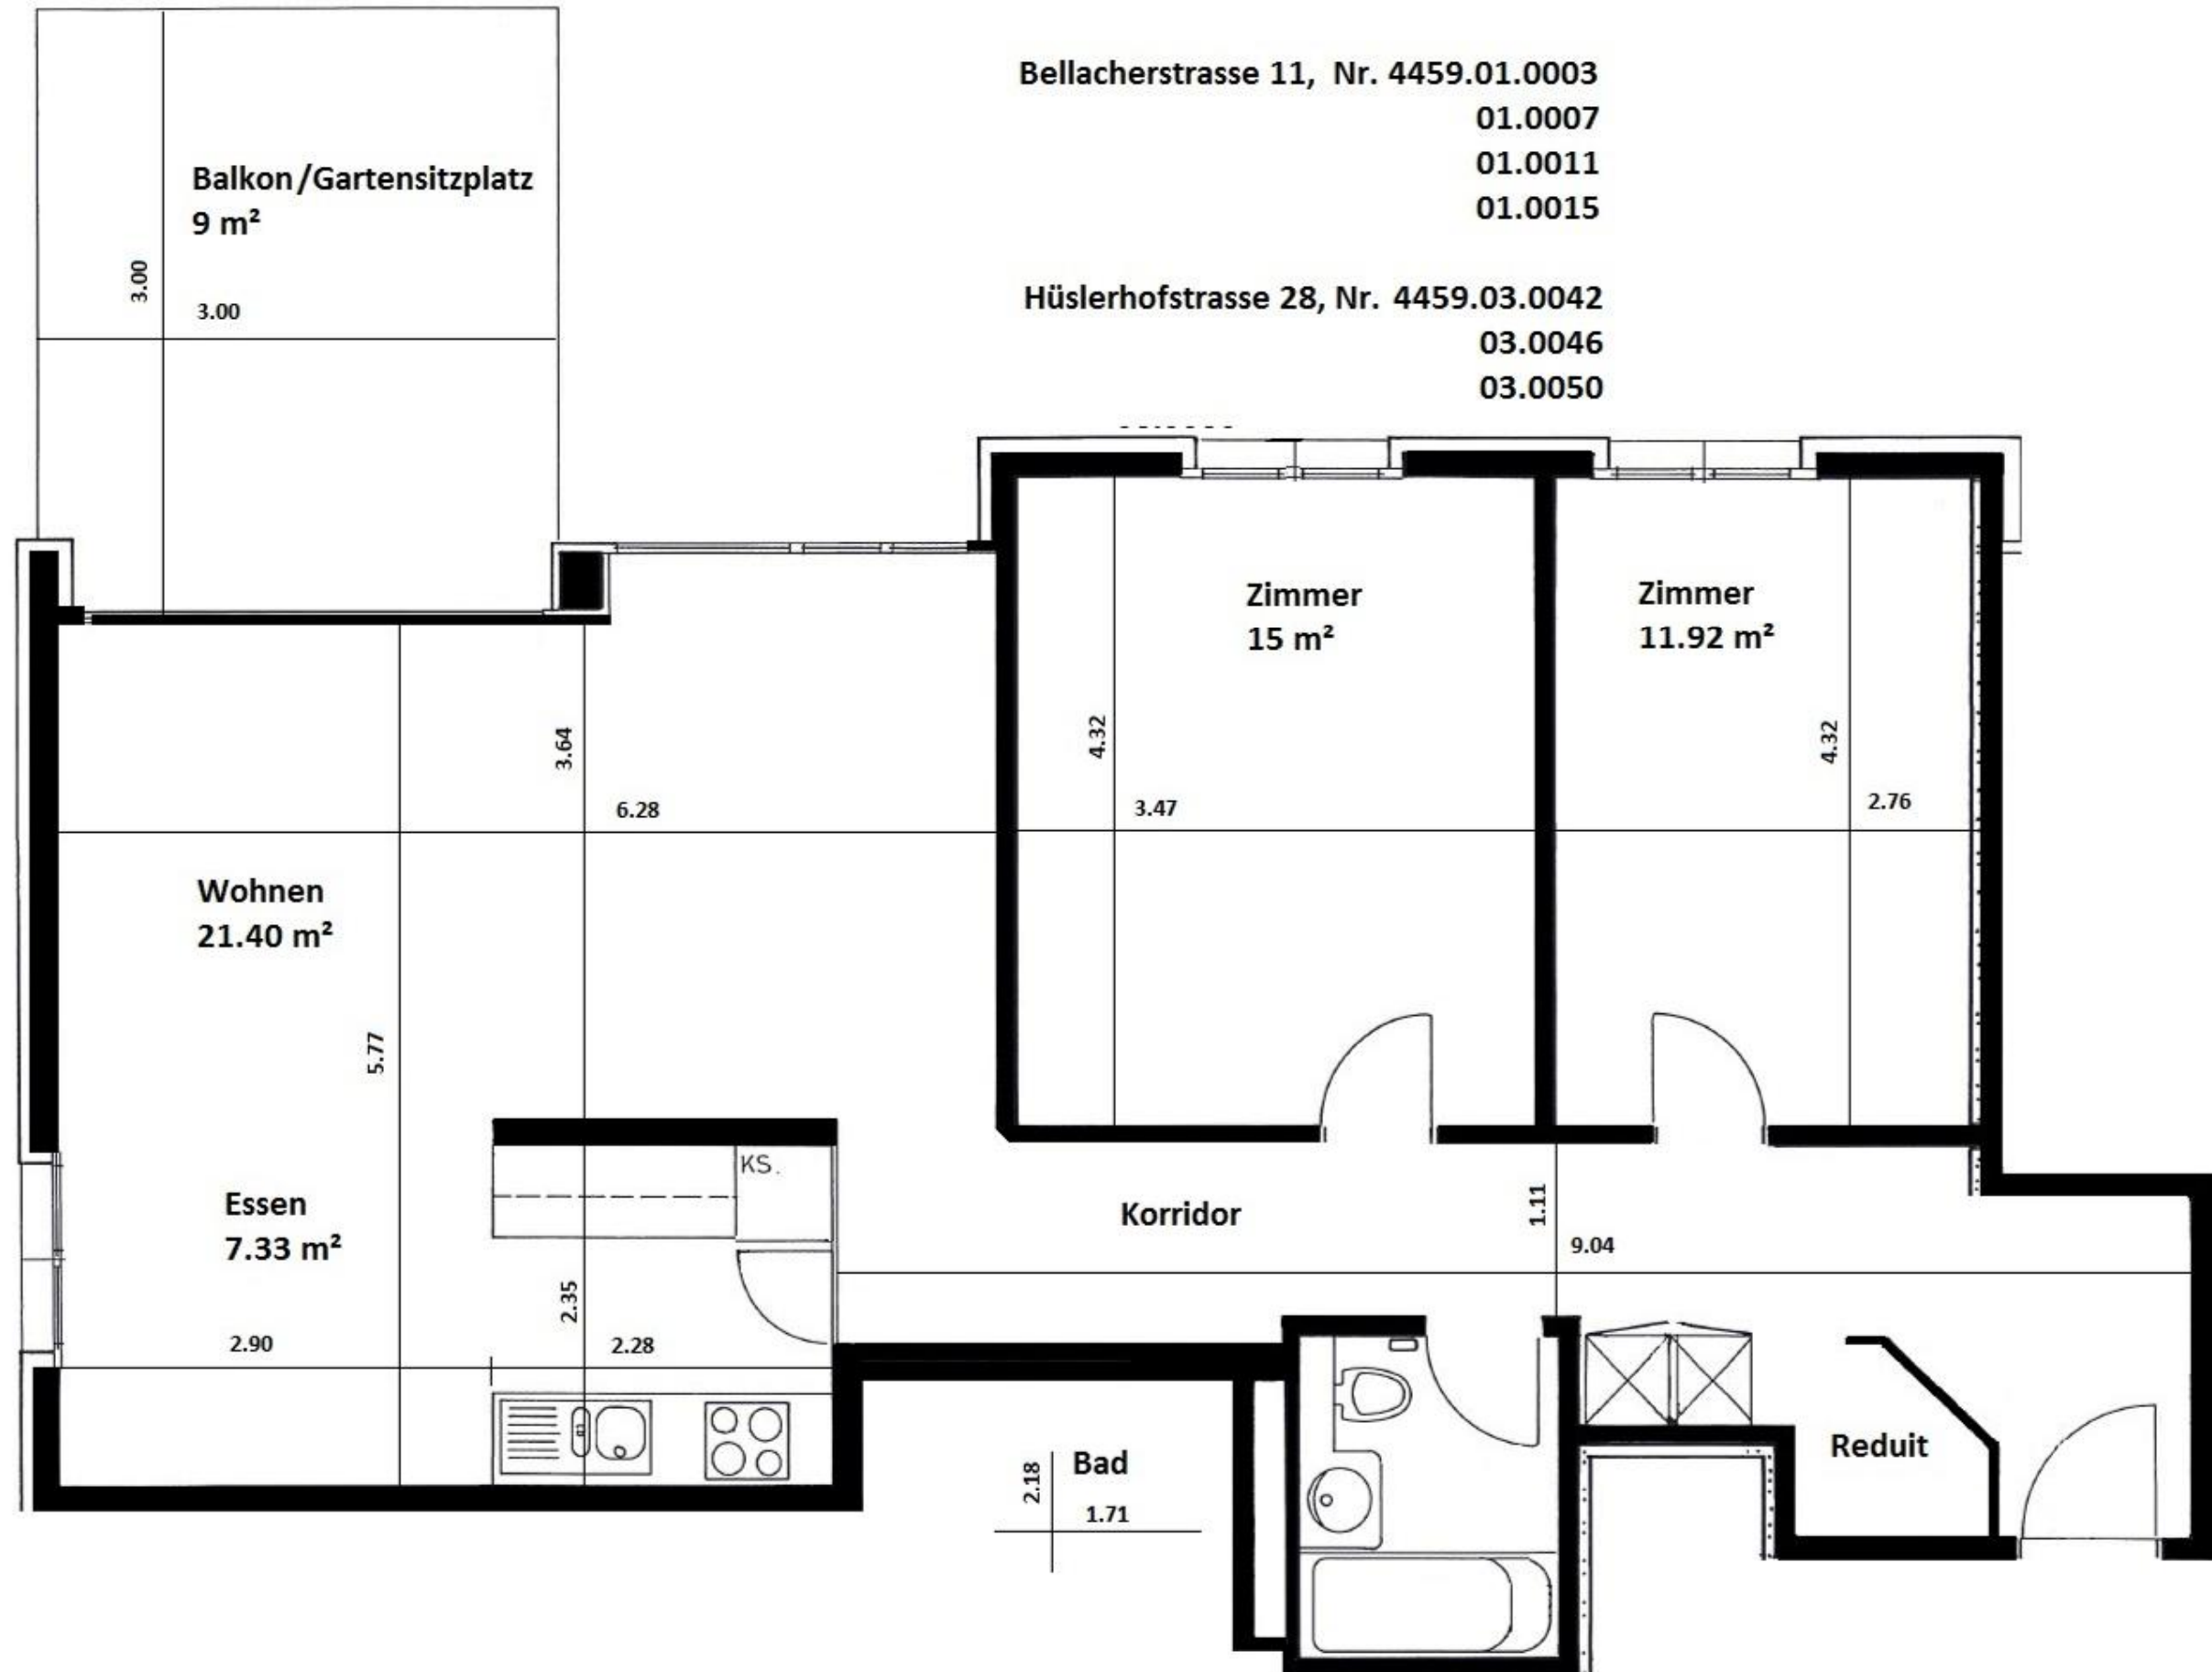 Bellacherstrasse 11, Nr. 4459.01.0003
01.0007
01.0011
01.0015
Balkon/Gartensitzplatz
9 m²
3.00
3.00
Hüslerhofstrasse 28, Nr. 4459.03.0042
03.0046
03.0050
Zimmer
15 m²
Zimmer
11.92 m²
3.64
4.32
4.32
6.28
3.47
2.76
Wohnen
21.40 m²
5.77
KS.
Essen
7.33 m²
Korridor
1.11
9.04
2.35
2.90
2.28
Bad
2.18
1.71
Reduit